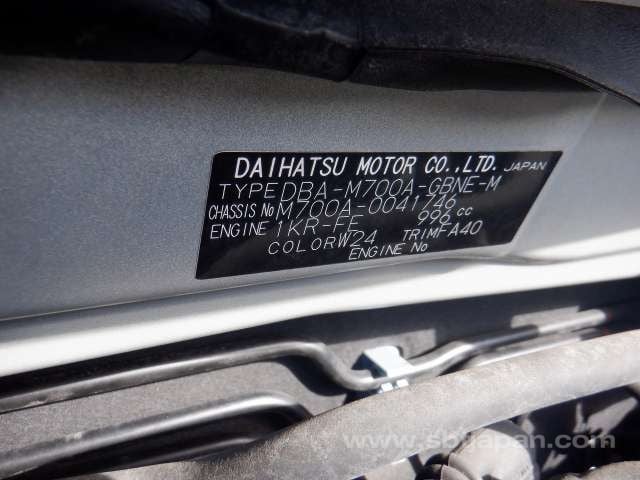 DAIHATSU MOTOR CO.,LTD. JAPAN
TYPE DBA-M700A-GBNE-M
CHASSIS No M700A-0041746
ENGINE 1KR-FE 996 cc
COLOR W24 TRIM FA40
ENGINE No
www.sbtjapan.com